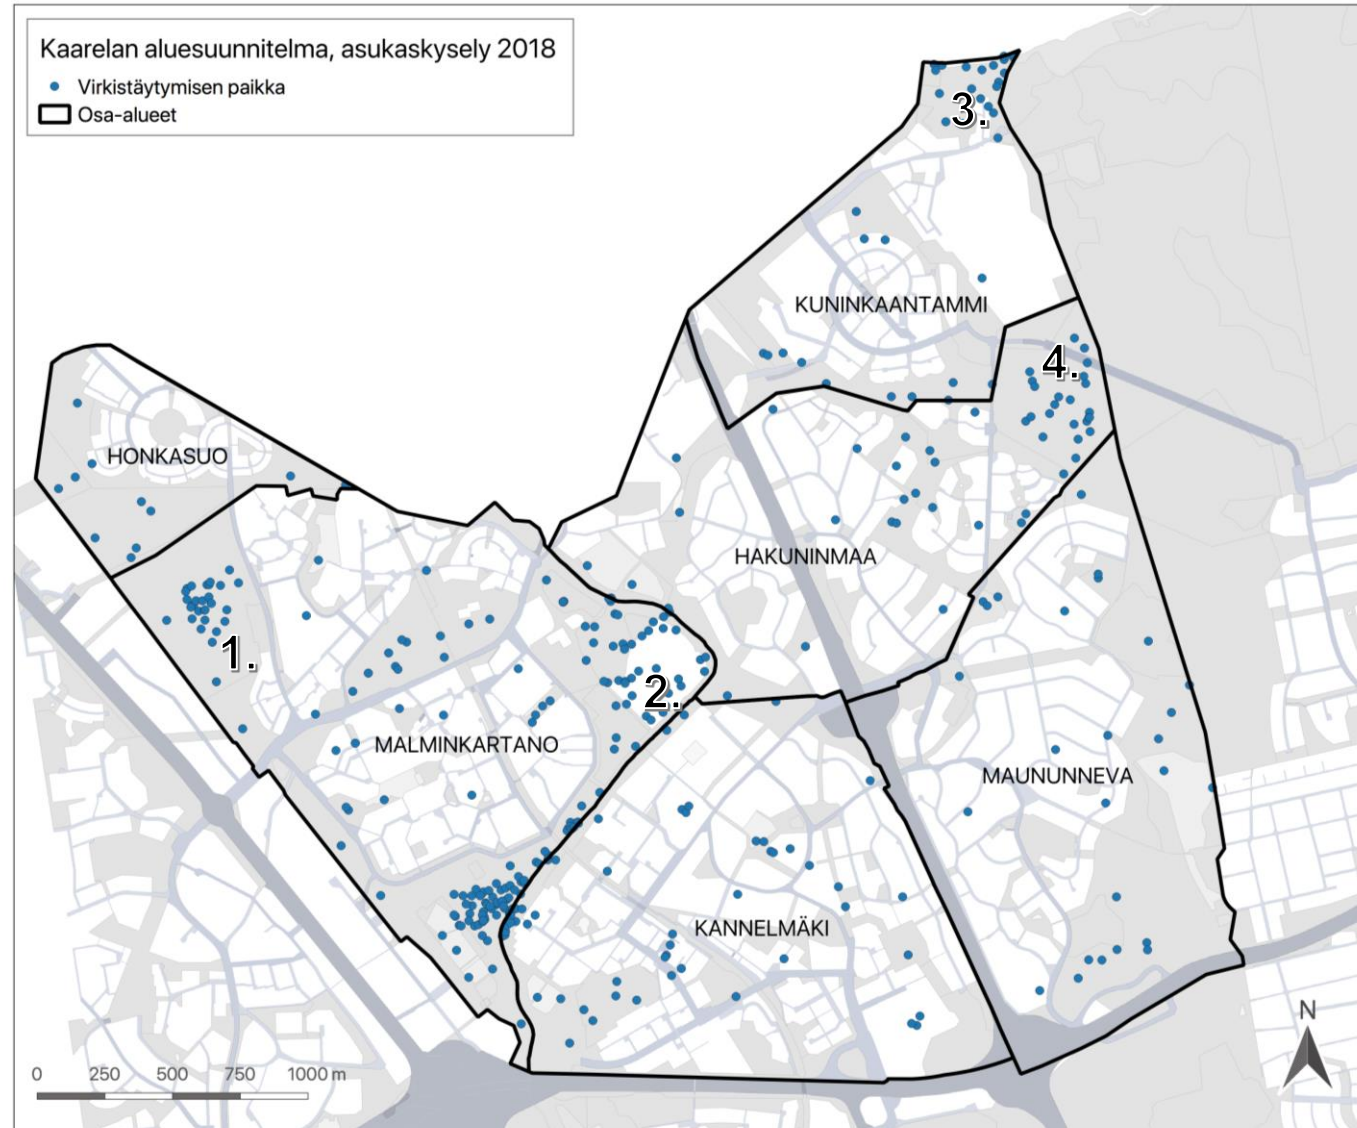 Kaarelan aluesuunnitelma, asukaskysely 2018
Virkistäytymisen paikka
Osa-alueet
3.
KUNINKAANTAMMI
4.
HONKASUO
HAKUNINMAA
1.
2.
MALMINKARTANO
MAUNUNNEVA
KANNELMÄKI
N
0 250 500 750 1000 m